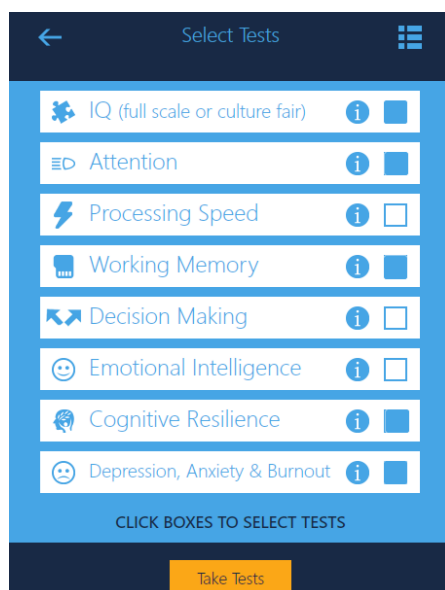 Select Tests
IQ (full scale or culture fair)
Attention
Processing Speed
Working Memory
Decision Making
Emotional Intelligence
Cognitive Resilience
Depression, Anxiety & Burnout
CLICK BOXES TO SELECT TESTS
Take Tests